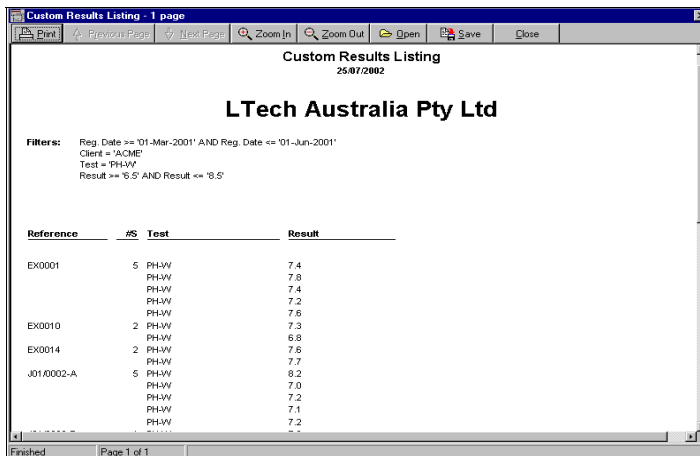 Custom Results Listing - 1 page
Print Previous Page Next Page Zoom In Zoom Out Open Save Close
Custom Results Listing
25/07/2002
LTech Australia Pty Ltd
Filters: Reg. Date >= '01-Mar-2001' AND Reg. Date <= '01-Jun-2001'
Client = 'ACME'
Test = 'PH-W'
Result >= '6.5' AND Result <= '8.5'
Reference #S Test Result
EX0001 5 PH-W 7.4
PH-W 7.8
PH-W 7.4
PH-W 7.2
PH-W 7.6
EX0010 2 PH-W 7.3
PH-W 6.8
EX0014 2 PH-W 7.6
PH-W 7.7
J01/0002-A 5 PH-W 8.2
PH-W 7.0
PH-W 7.2
PH-W 7.1
PH-W 7.2
Finished Page 1 of 1